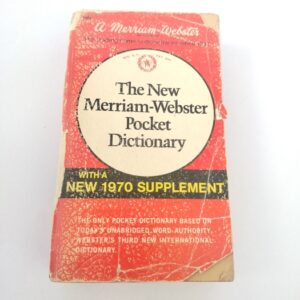 a Merriam-Webster
The New
Merriam-Webster
Pocket
Dictionary
WITH A
NEW 1970 SUPPLEMENT
THE ONLY POCKET DICTIONARY BASED ON
TODAY'S UNABRIDGED WORD AUTHORITY,
WEBSTER'S THIRD NEW INTERNATIONAL
DICTIONARY.